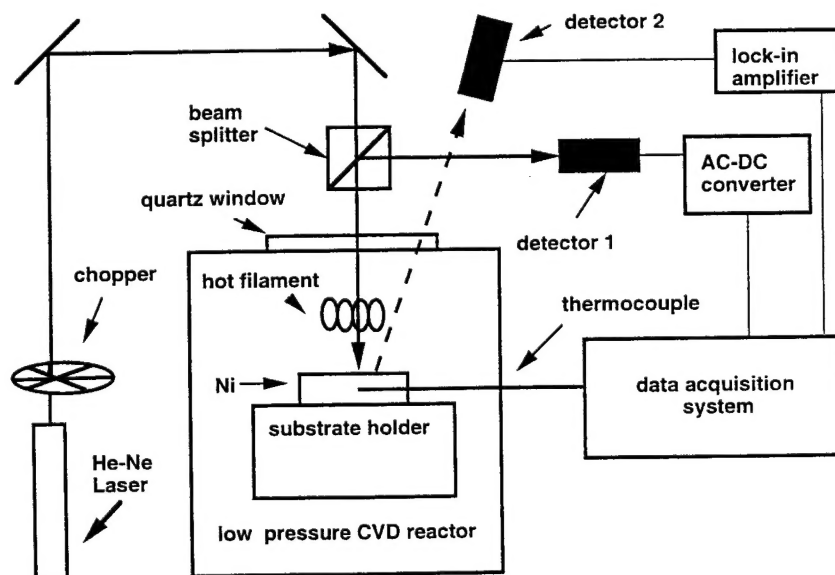 detector 2
lock-in
amplifier
beam
splitter
AC-DC
converter
quartz window
detector 1
hot filament
chopper
thermocouple
Ni
data acquisition
system
substrate holder
He-Ne
Laser
low pressure CVD reactor